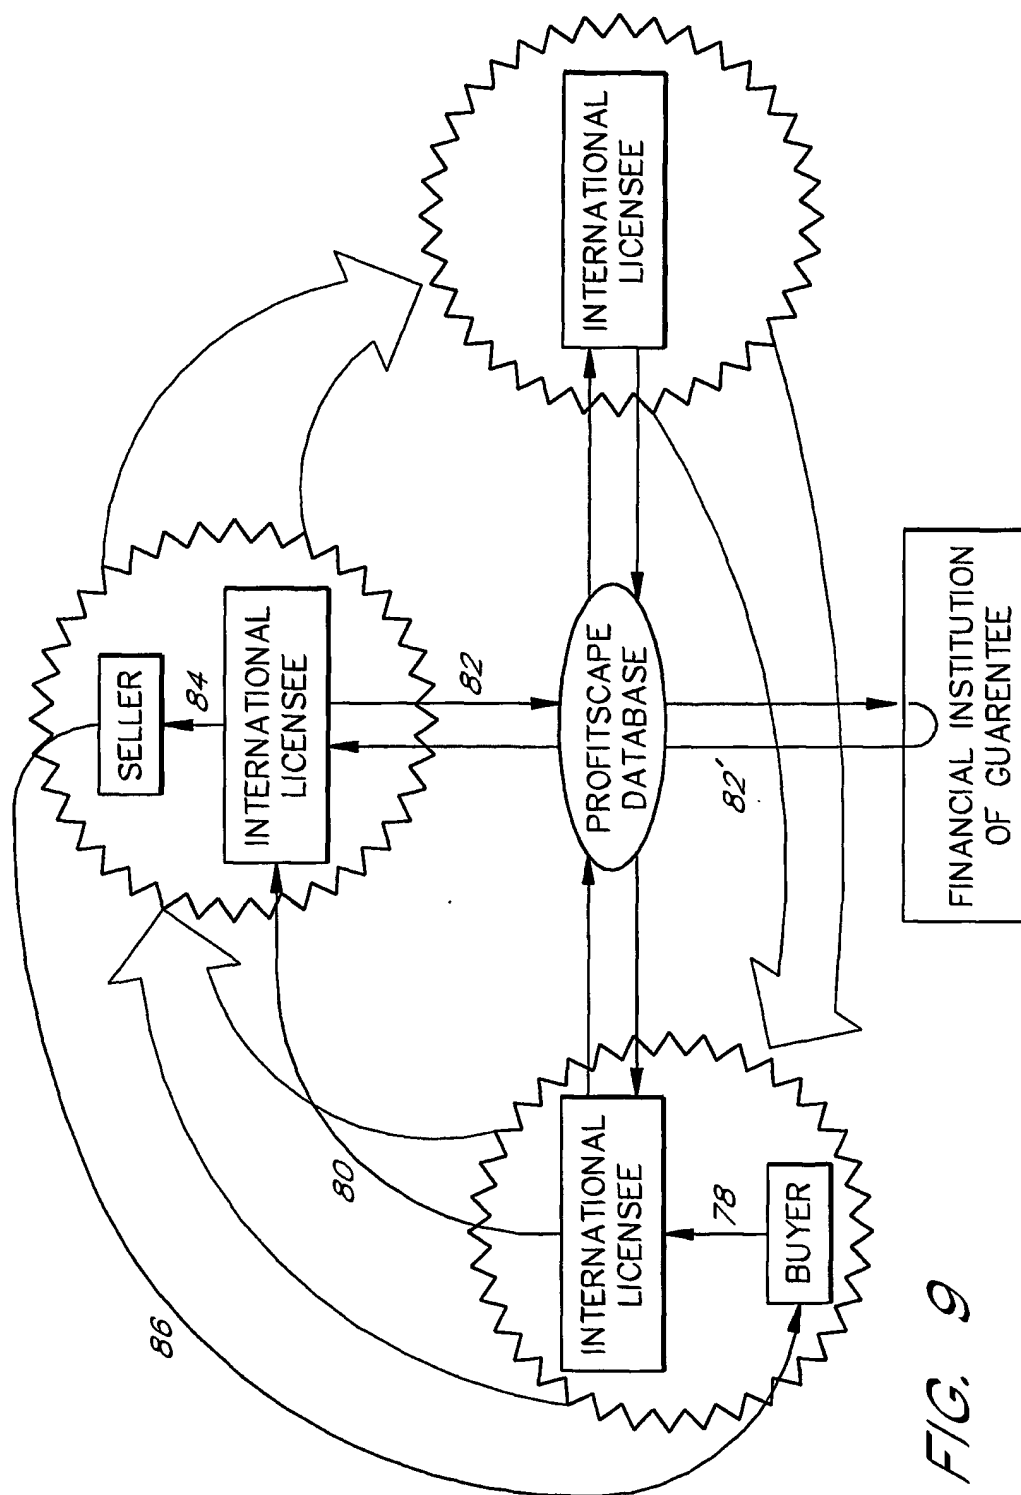 SELLER
84
INTERNATIONAL
LICENSEE
82
86
80
INTERNATIONAL
LICENSEE
78
BUYER
PROFITSCAPE
DATABASE
INTERNATIONAL
LICENSEE
82'
FINANCIAL INSTITUTION
OF GUARENTEE
FIG. 9